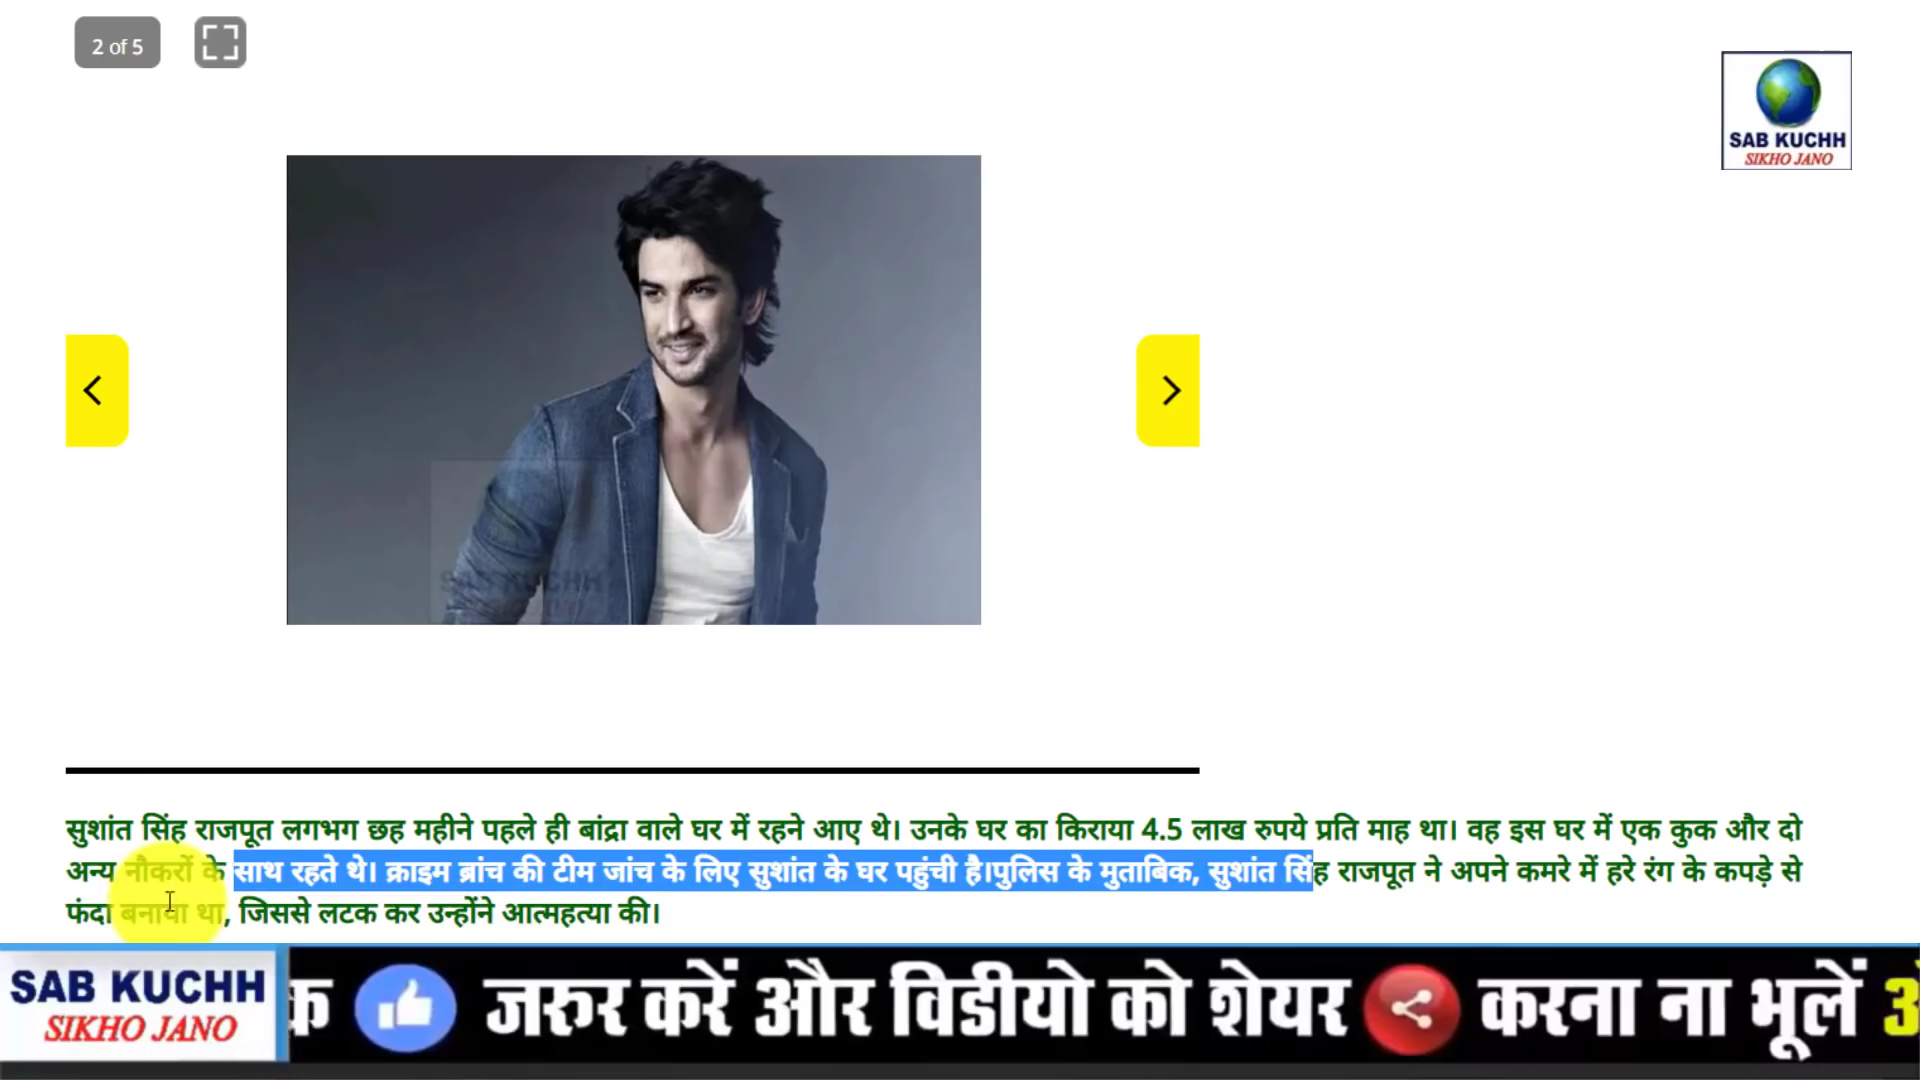 2 of 5
SAB KUCHH
SIKHO JANO
SAB KUCHH
सुशांत सिंह राजपूत लगभग छह महीने पहले ही बांद्रा वाले घर में रहने आए थे। उनके घर का किराया 4.5 लाख रुपये प्रति माह था। वह इस घर में एक कुक और दो
अन्य नौकरों के साथ रहते थे। क्राइम ब्रांच की टीम जांच के लिए सुशांत के घर पहुंची है।पुलिस के मुताबिक, सुशांत सिंह राजपूत ने अपने कमरे में हरे रंग के कपड़े से
फंदा बनाया था, जिससे लटक कर उन्होंने आत्महत्या की।
SAB KUCHH
SIKHO JANO
क जरुर करें और विडीयो को शेयर करना ना भूलें